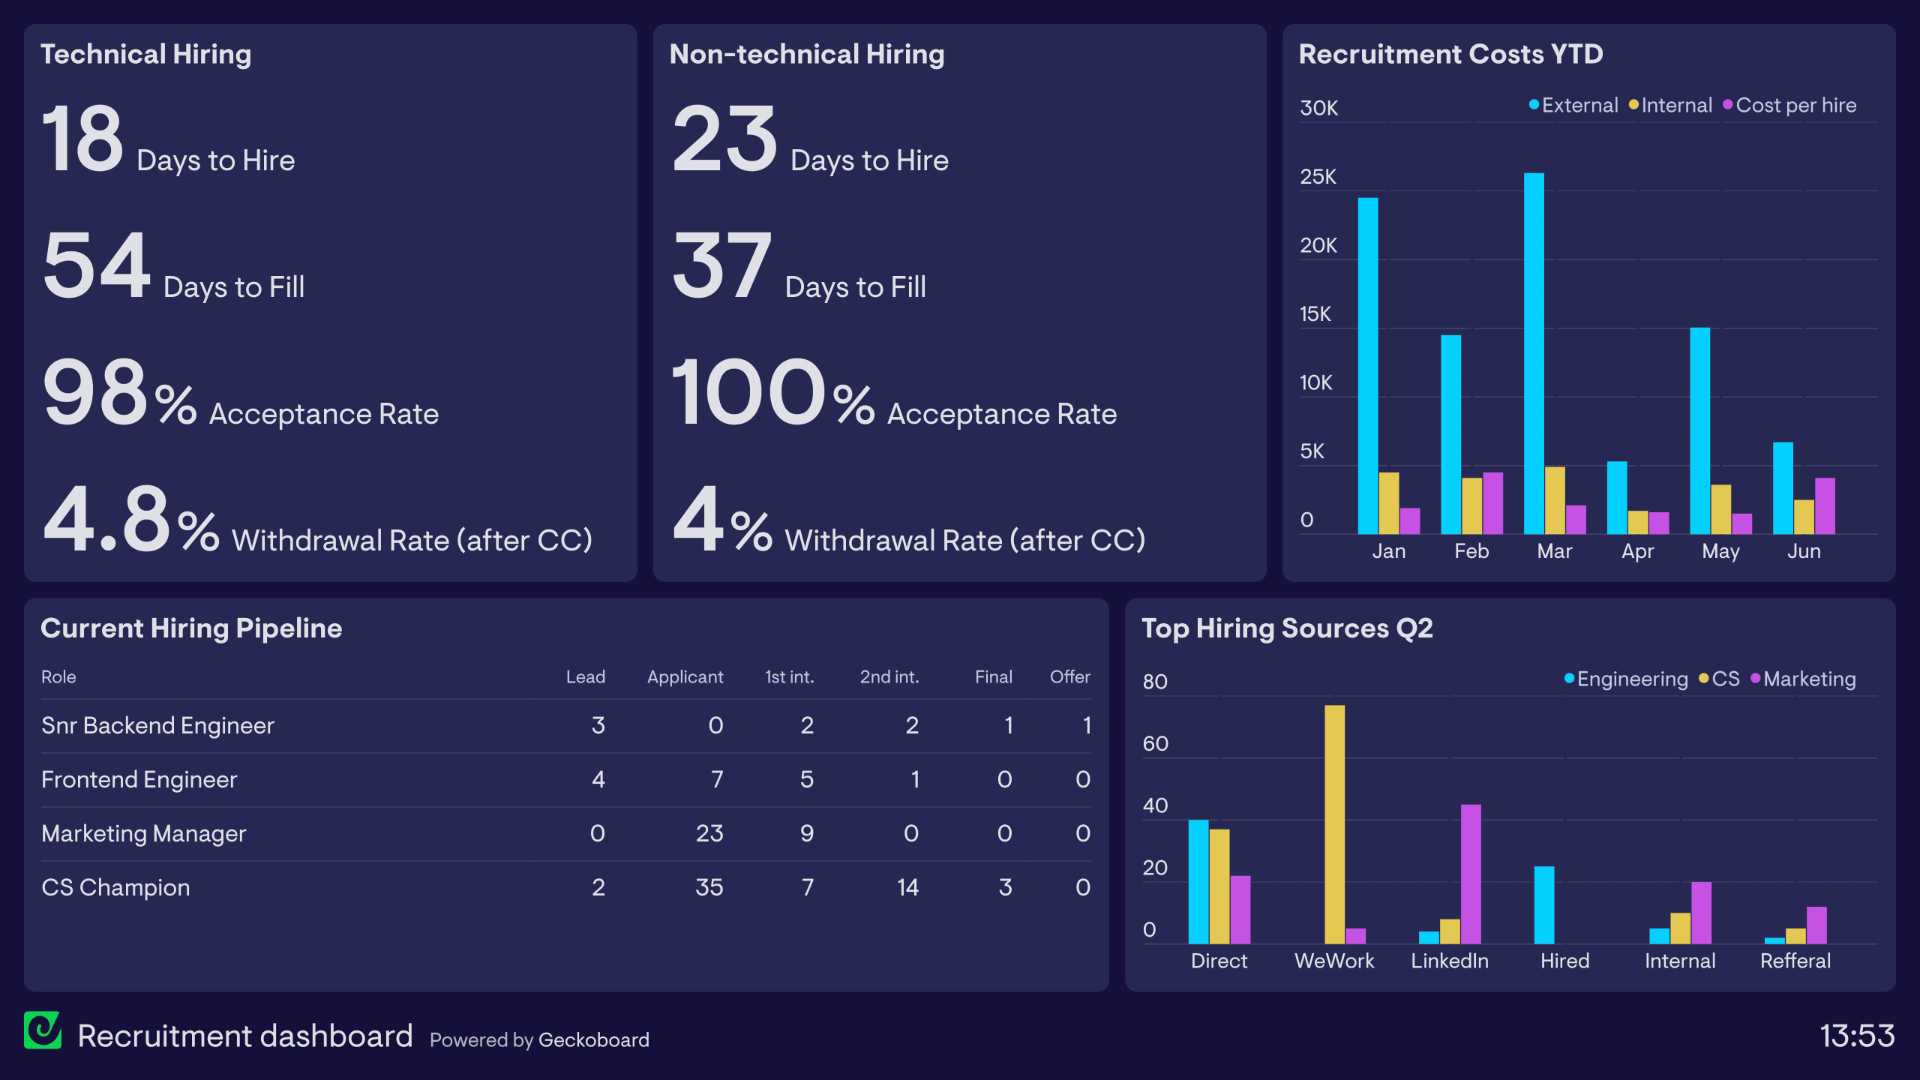 Technical Hiring
18 Days to Hire
54 Days to Fill
98% Acceptance Rate
4.8% Withdrawal Rate (after CC)
Non-technical Hiring
23 Days to Hire
37 Days to Fill
100% Acceptance Rate
4% Withdrawal Rate (after CC)
Recruitment Costs YTD
External Internal Cost per hire
30K
25K
20K
15K
10K
5K
0
Jan Feb Mar Apr May Jun
Current Hiring Pipeline
Role Lead Applicant 1st int. 2nd int. Final Offer
Snr Backend Engineer 3 0 2 2 1 1
Frontend Engineer 4 7 5 1 0 0
Marketing Manager 0 23 9 0 0 0
CS Champion 2 35 7 14 3 0
Top Hiring Sources Q2
Engineering CS Marketing
80
60
40
20
0
Direct WeWork LinkedIn Hired Internal Refferal
Recruitment dashboard Powered by Geckoboard
13:53